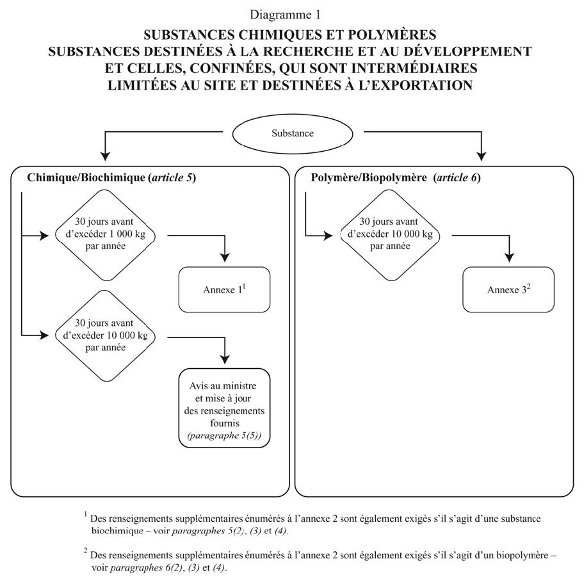 Diagramme 1
SUBSTANCES CHIMIQUES ET POLYMÈRES
SUBSTANCES DESTINÉES À LA RECHERCHE ET AU DÉVELOPPEMENT
ET CELLES, CONFINÉES, QUI SONT INTERMÉDIAIRES
LIMITÉES AU SITE ET DESTINÉES À L’EXPORTATION
Substance
Chimique/Biochimique (article 5)
30 jours avant
d’excéder 1 000 kg
par année
Annexe 1¹
30 jours avant
d’excéder 10 000 kg
par année
Avis au ministre
et mise à jour
des renseignements
fournis
(paragraphe 5(5))
Polymère/Biopolymère (article 6)
30 jours avant
d’excéder 10 000 kg
par année
Annexe 3²
¹ Des renseignements supplémentaires énumérés à l’annexe 2 sont également exigés s’il s’agit d’une substance
biochimique – voir paragraphes 5(2), (3) et (4).
² Des renseignements supplémentaires énumérés à l’annexe 2 sont également exigés s’il s’agit d’un biopolymère –
voir paragraphes 6(2), (3) et (4).